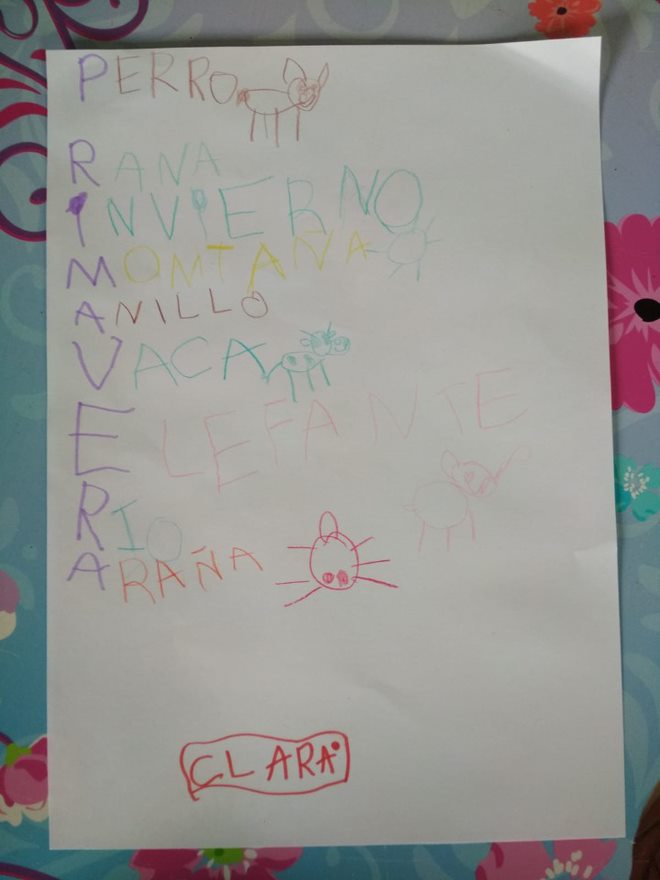 PERRO
RANA
INVIERNO
MOMTAÑA
ANILLO
VACA
ELEFANTE
RIO
ARAÑA
CLARA